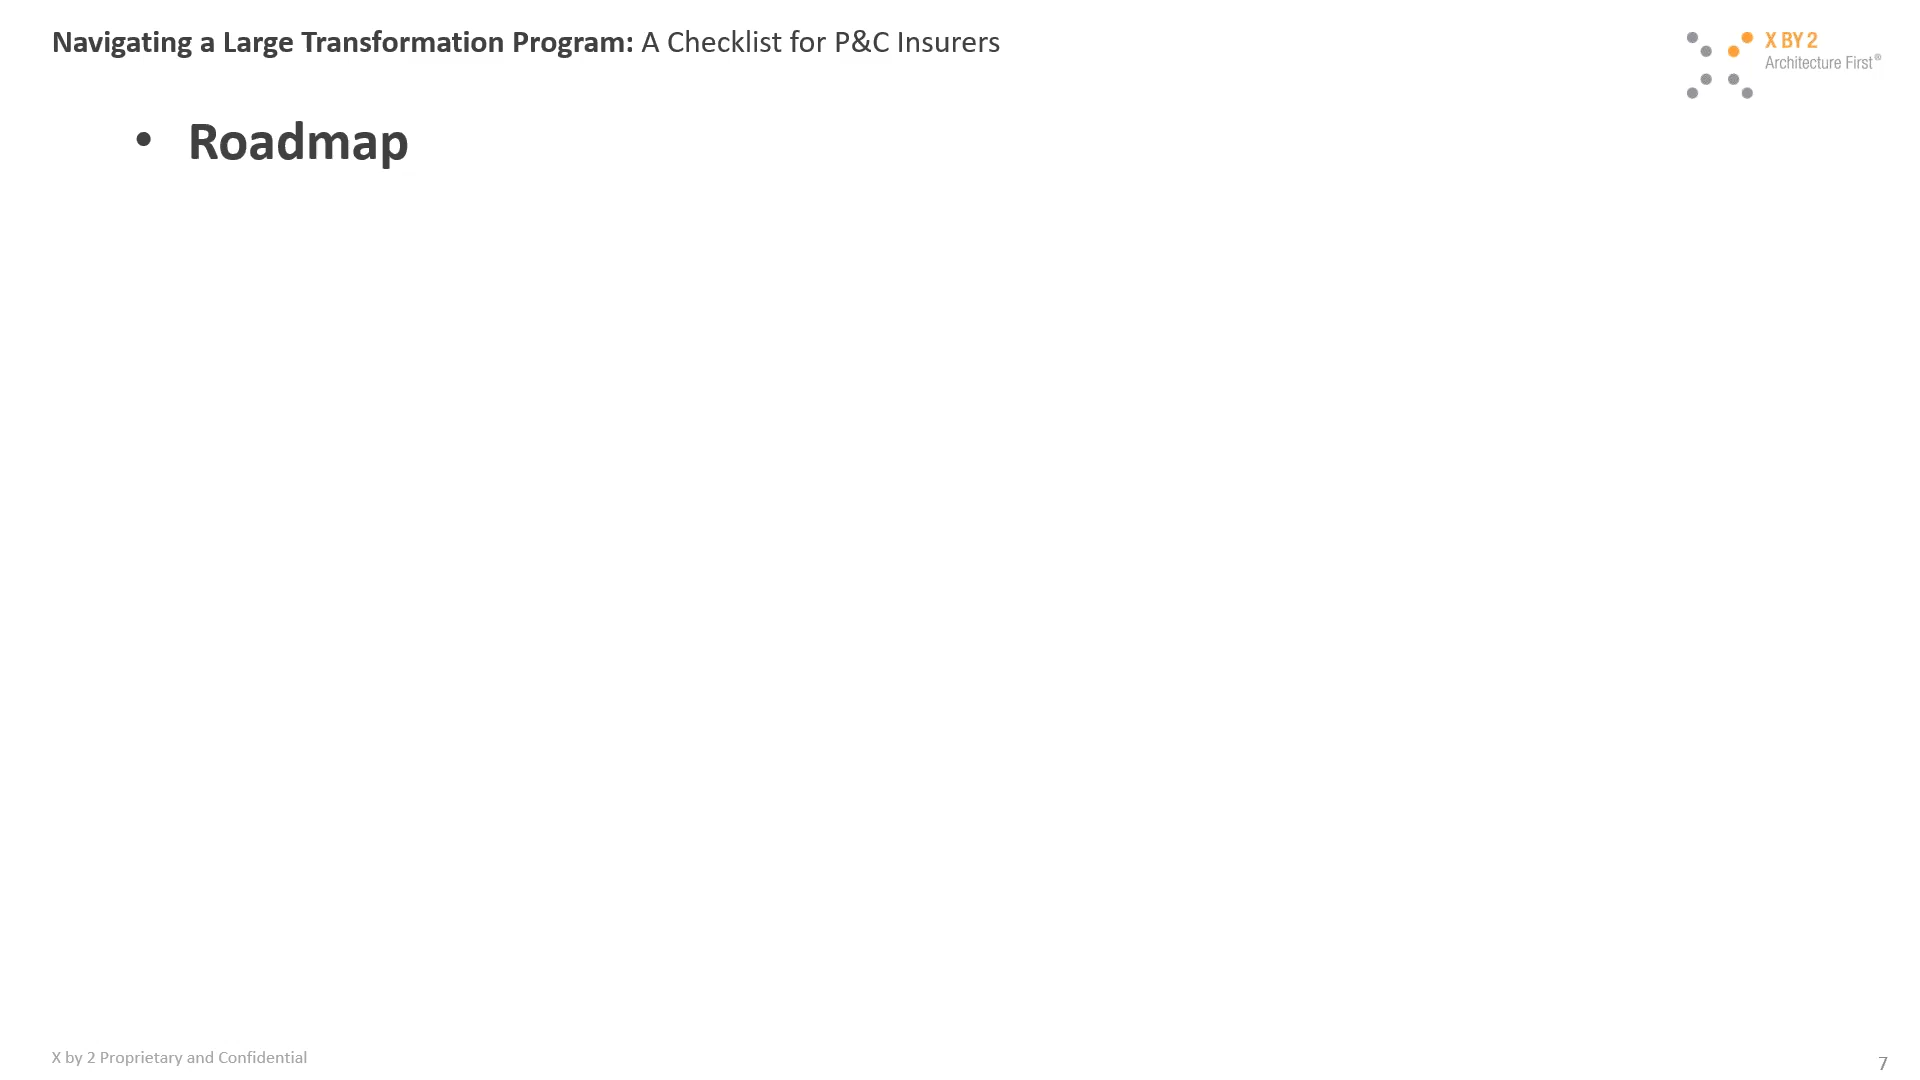 Navigating a Large Transformation Program: A Checklist for P&C Insurers
X BY 2
Architecture First®
• Roadmap
X by 2 Proprietary and Confidential
7